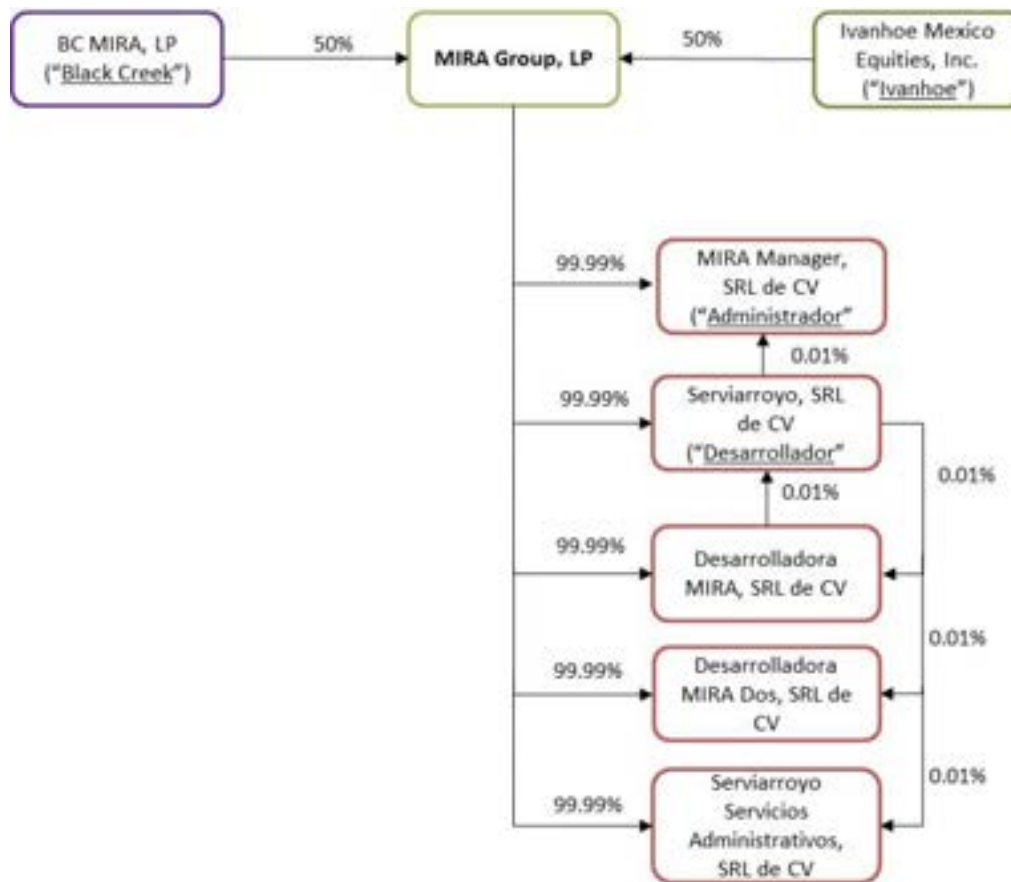 BC MIRA, LP
("Black Creek")
50%
MIRA Group, LP
50%
Ivanhoe Mexico
Equities, Inc.
("Ivanhoe")
99.99%
MIRA Manager,
SRL de CV
("Administrador"
0.01%
99.99%
Serviarroyo, SRL
de CV
("Desarrollador"
0.01%
0.01%
99.99%
Desarrolladora
MIRA, SRL de CV
0.01%
99.99%
Desarrolladora
MIRA Dos, SRL de
CV
0.01%
99.99%
Serviarroyo
Servicios
Administrativos,
SRL de CV